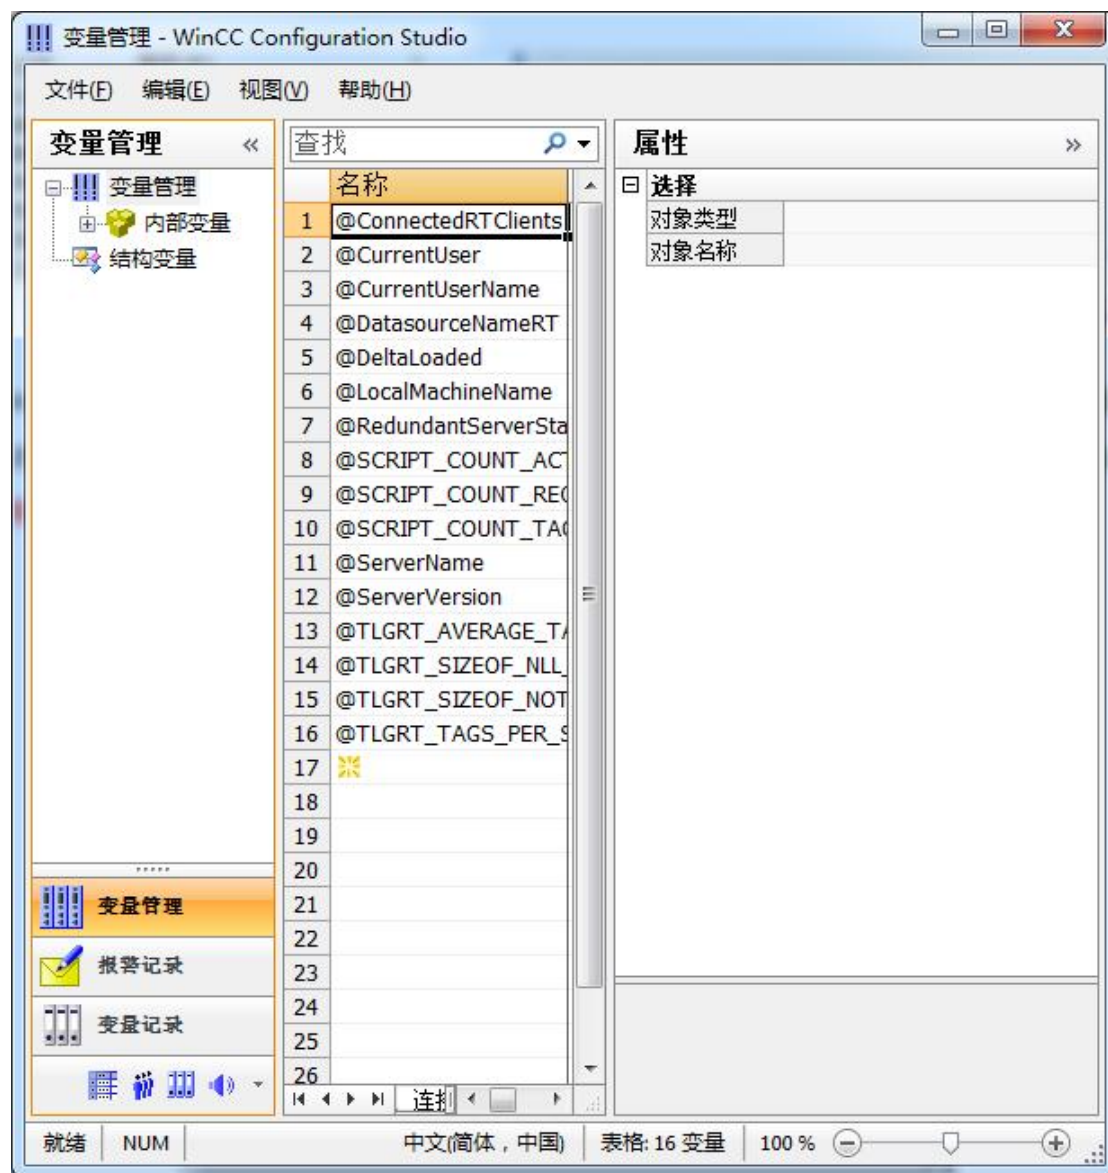 变量管理 - WinCC Configuration Studio
文件(F) 编辑(E) 视图(V) 帮助(H)
变量管理 «
查找
属性 »
变量管理
内部变量
结构变量
名称
1 @ConnectedRTClients
2 @CurrentUser
3 @CurrentUserName
4 @DatasourceNameRT
5 @DeltaLoaded
6 @LocalMachineName
7 @RedundantServerSta
8 @SCRIPT_COUNT_ACT
9 @SCRIPT_COUNT_REQ
10 @SCRIPT_COUNT_TAG
11 @ServerName
12 @ServerVersion
13 @TLGRT_AVERAGE_TA
14 @TLGRT_SIZEOF_NLL_
15 @TLGRT_SIZEOF_NOT
16 @TLGRT_TAGS_PER_S
17
18
19
20
21
22
23
24
25
26
选择
对象类型
对象名称
变量管理
报警记录
变量记录
连接
就绪 NUM 中文(简体，中国) 表格: 16 变量 100 %